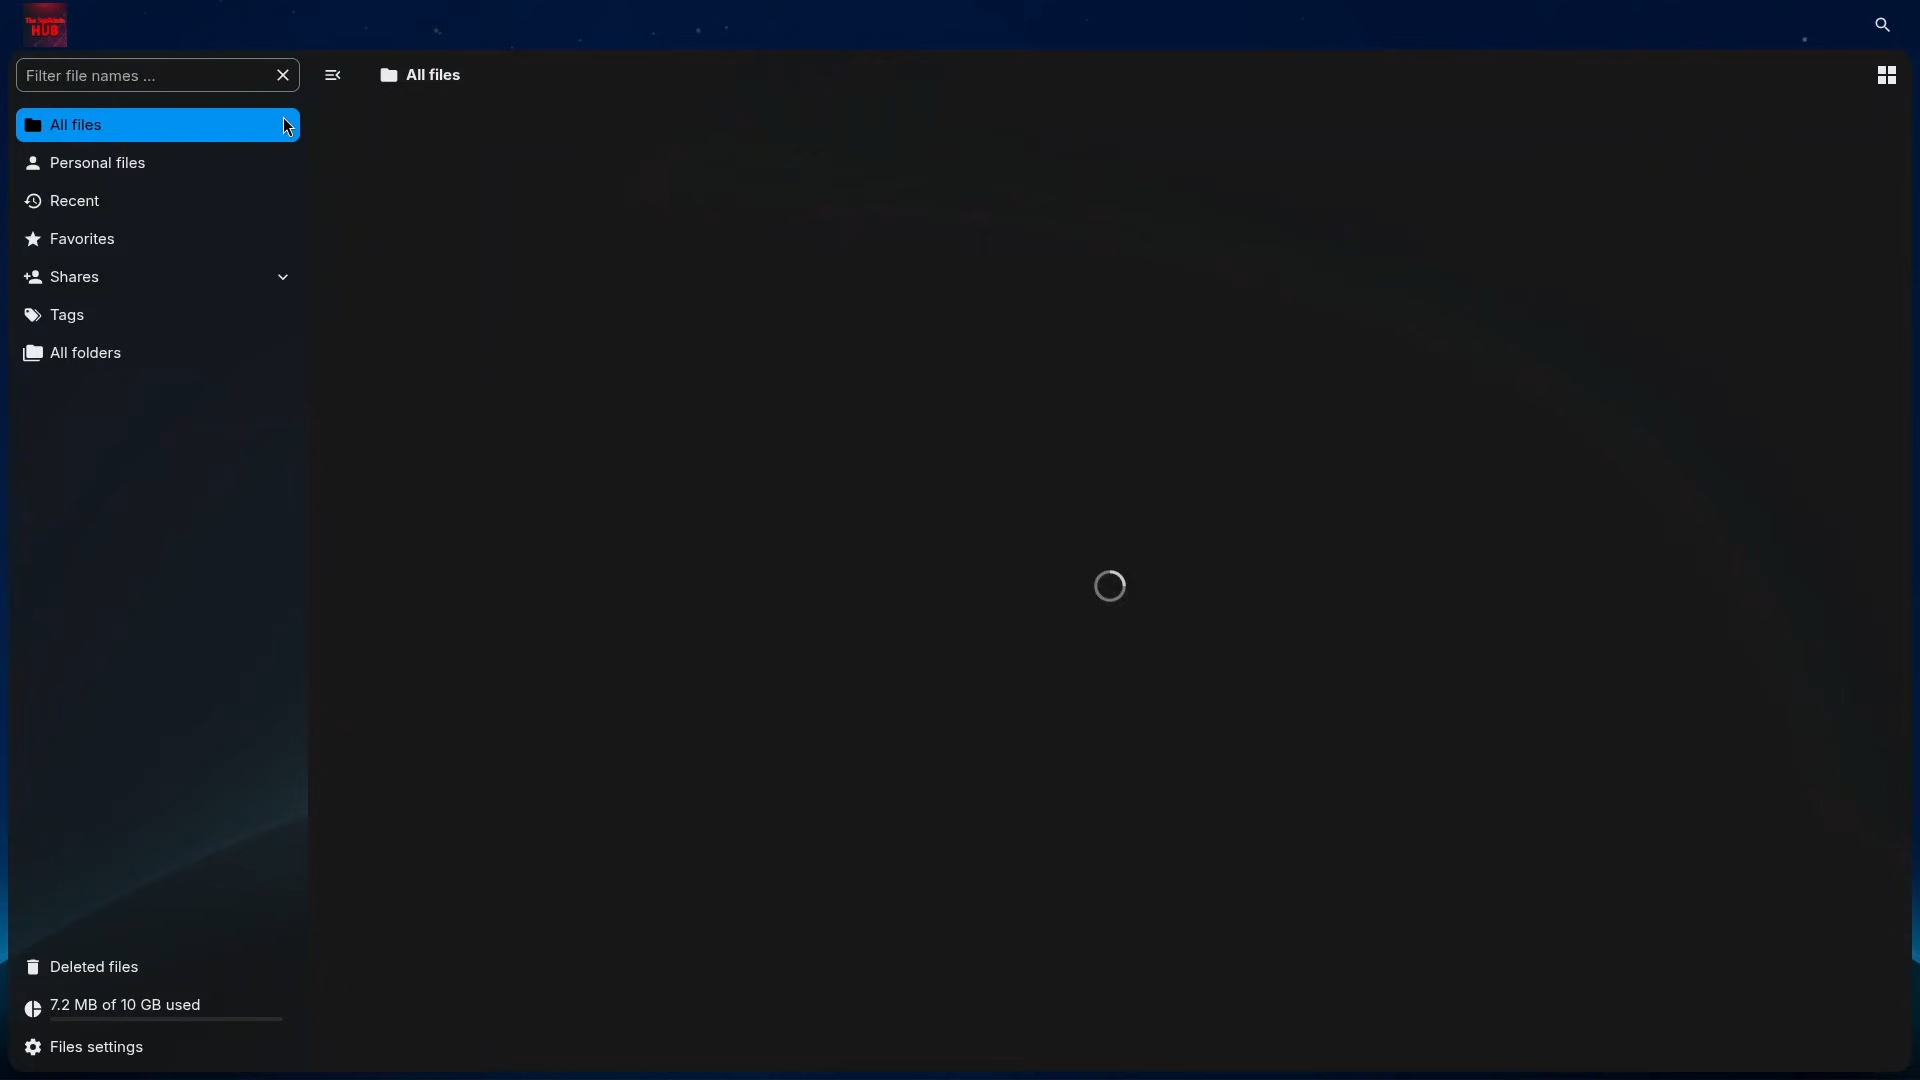 HUB
Filter file names ...
All files
All files
Personal files
Recent
Favorites
Shares
Tags
All folders
Deleted files
7.2 MB of 10 GB used
Files settings